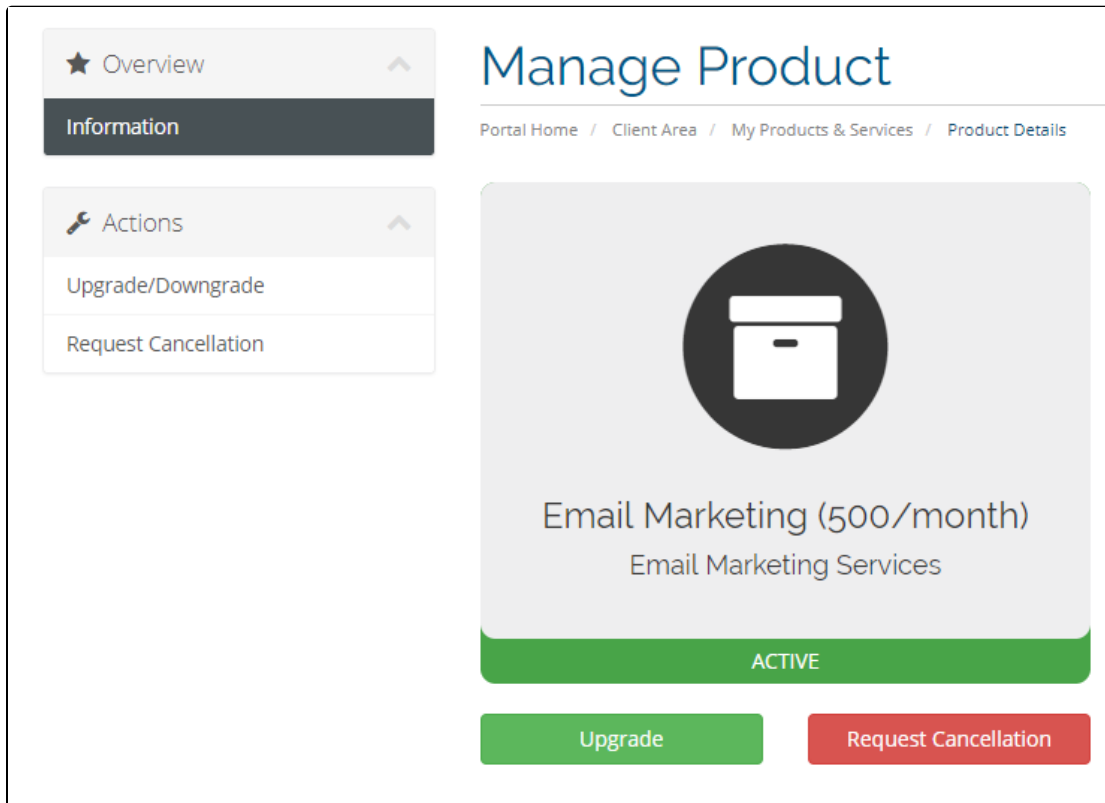 Overview
Information
Actions
Upgrade/Downgrade
Request Cancellation
Manage Product
Portal Home / Client Area / My Products & Services / Product Details
Email Marketing (500/month)
Email Marketing Services
ACTIVE
Upgrade
Request Cancellation